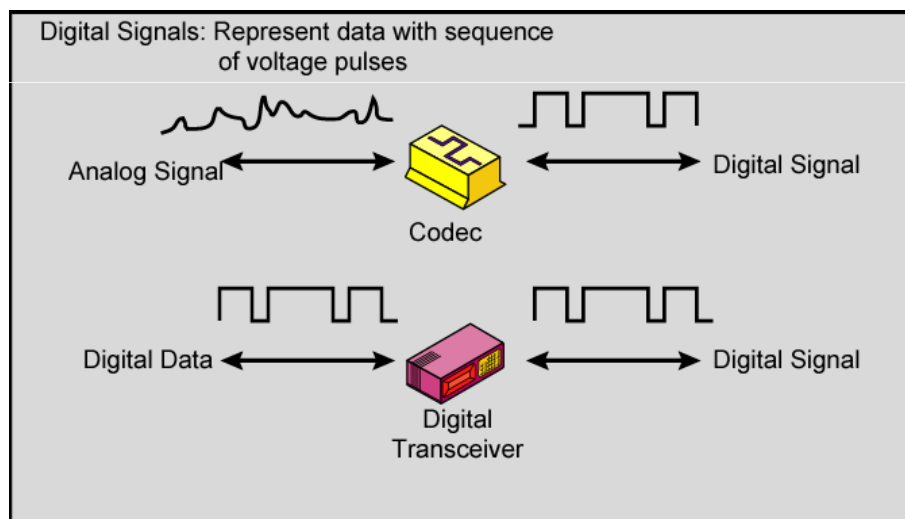 Digital Signals: Represent data with sequence
of voltage pulses
Analog Signal
Digital Signal
Codec
Digital Data
Digital Signal
Digital
Transceiver